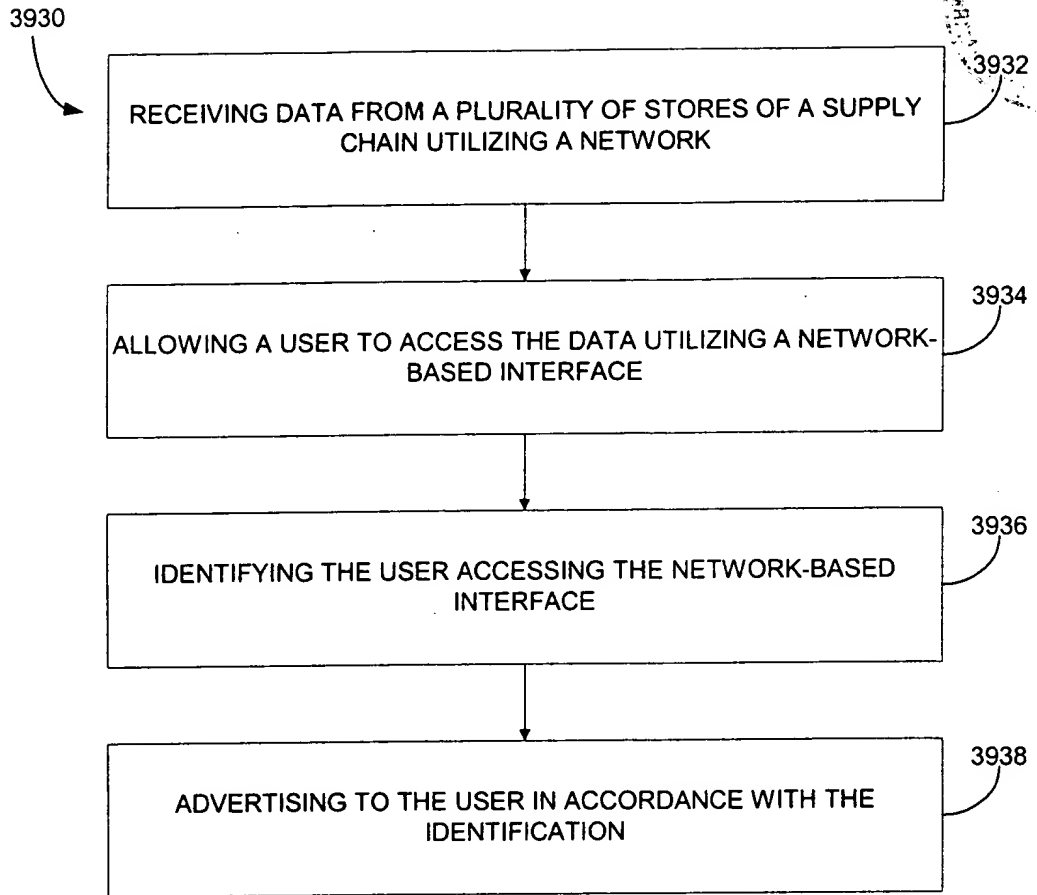 3930
3932
RECEIVING DATA FROM A PLURALITY OF STORES OF A SUPPLY
CHAIN UTILIZING A NETWORK
3934
ALLOWING A USER TO ACCESS THE DATA UTILIZING A NETWORK-
BASED INTERFACE
3936
IDENTIFYING THE USER ACCESSING THE NETWORK-BASED
INTERFACE
3938
ADVERTISING TO THE USER IN ACCORDANCE WITH THE
IDENTIFICATION